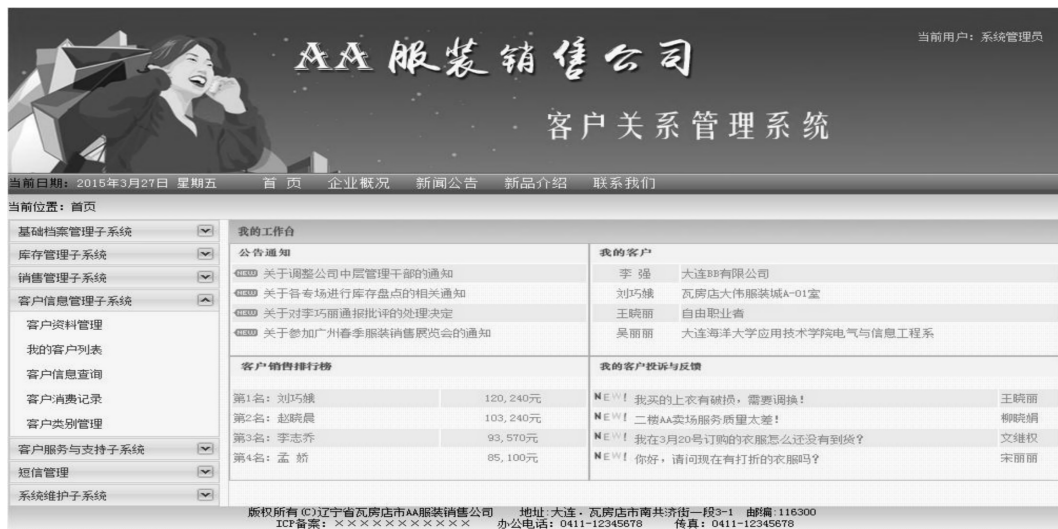 当前用户：系统管理员
AA 服装销售公司
客户关系管理系统
当前日期：2015年3月27日 星期五 首 页 企业概况 新闻公告 新品介绍 联系我们
当前位置：首页
基础档案管理子系统
库存管理子系统
销售管理子系统
客户信息管理子系统
客户资料管理
我的客户列表
客户信息查询
客户消费记录
客户类别管理
客户服务与支持子系统
短信管理
系统维护子系统
我的工作台
公告通知
NEW 关于调整公司中层管理干部的通知
NEW 关于各专场进行库存盘点的相关通知
NEW 关于对李巧丽通报批评的处理决定
NEW 关于参加广州春季服装销售展览会的通知
我的客户
李 强 大连BB有限公司
刘巧娥 瓦房店大伟服装城A-01室
王晓丽 自由职业者
吴丽丽 大连海洋大学应用技术学院电气与信息工程系
客户销售排行榜
第1名：刘巧娥 120,240元
第2名：赵晓晨 103,240元
第3名：李志乔 93,570元
第4名：孟 娇 85,100元
我的客户投诉与反馈
NEW! 我买的上衣有破损，需要调换！ 王晓丽
NEW! 二楼AA卖场服务质量太差！ 柳晓娟
NEW! 我在3月20号订购的衣服怎么还没有到货？ 文维权
NEW! 你好，请问现在有打折的衣服吗？ 宋丽丽
版权所有(C)辽宁省瓦房店市AA服装销售公司 地址:大连．瓦房店市南共济街一段3-1 邮编:116300
ICP备案：××××××××××× 办公电话：0411-12345678 传真：0411-12345678